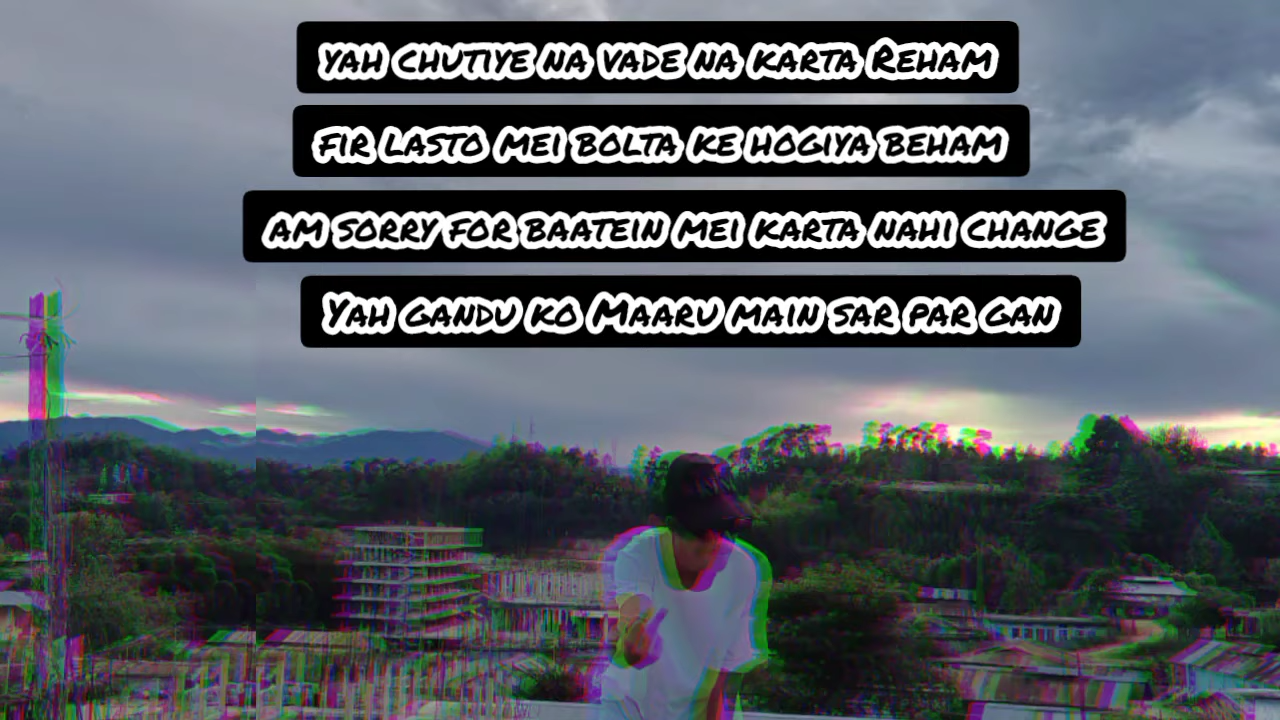 yah chutiye na vade na karta Reham
fir lasto mei bolta ke hogiya beham
am sorry for baatein mei karta nahi change
Yah gandu ko Maaru main sar par gan